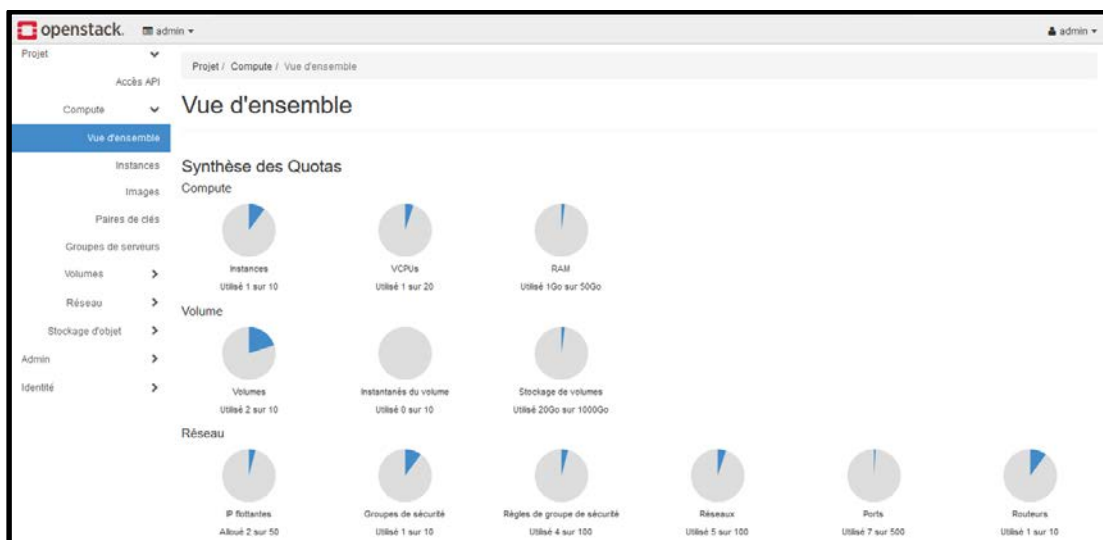 openstack. admin admin
Projet
Accès API
Compute
Vue d'ensemble
Instances
Images
Paires de clés
Groupes de serveurs
Volumes
Réseau
Stockage d'objet
Admin
Identité
Projet / Compute / Vue d'ensemble
Vue d'ensemble
Synthèse des Quotas
Compute
Instances VCPUs RAM
Utilisé 1 sur 10 Utilisé 1 sur 20 Utilisé 1Go sur 50Go
Volume
Volumes Instantanés du volume Stockage de volumes
Utilisé 2 sur 10 Utilisé 0 sur 10 Utilisé 20Go sur 1000Go
Réseau
IP flottantes Groupes de sécurité Règles de groupe de sécurité Réseaux Ports Routeurs
Alloué 2 sur 50 Utilisé 1 sur 10 Utilisé 4 sur 100 Utilisé 5 sur 100 Utilisé 7 sur 500 Utilisé 1 sur 10